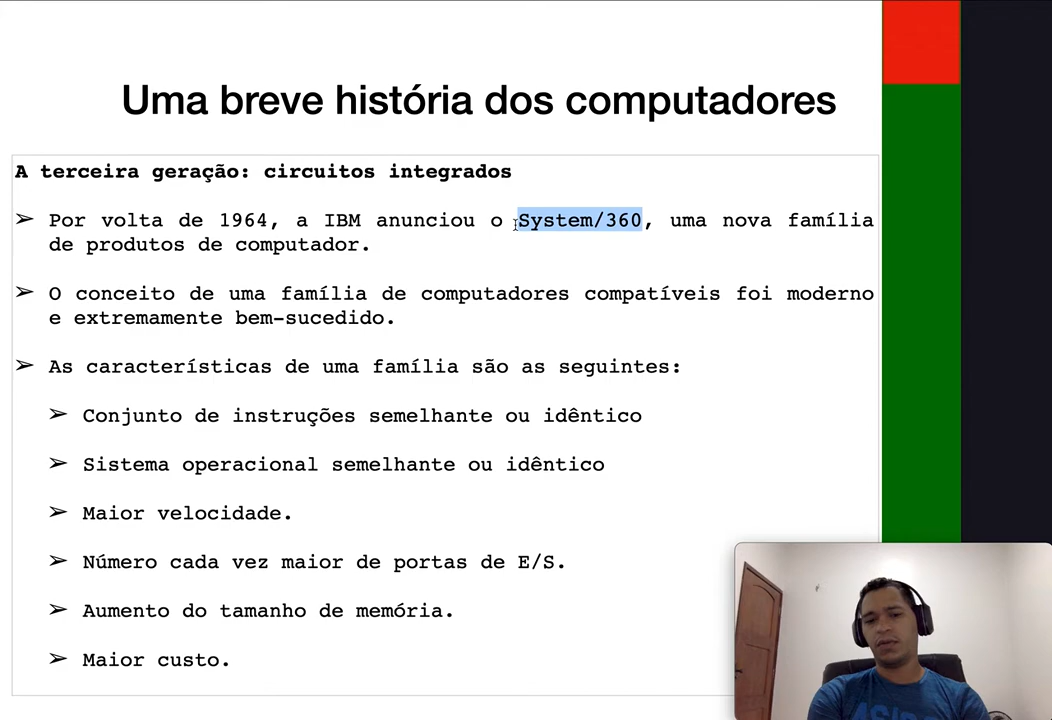 Uma breve história dos computadores
A terceira geração: circuitos integrados
➢ Por volta de 1964, a IBM anunciou o System/360, uma nova família
de produtos de computador.
➢ O conceito de uma família de computadores compatíveis foi moderno
e extremamente bem-sucedido.
➢ As características de uma família são as seguintes:
➢ Conjunto de instruções semelhante ou idêntico
➢ Sistema operacional semelhante ou idêntico
➢ Maior velocidade.
➢ Número cada vez maior de portas de E/S.
➢ Aumento do tamanho de memória.
➢ Maior custo.